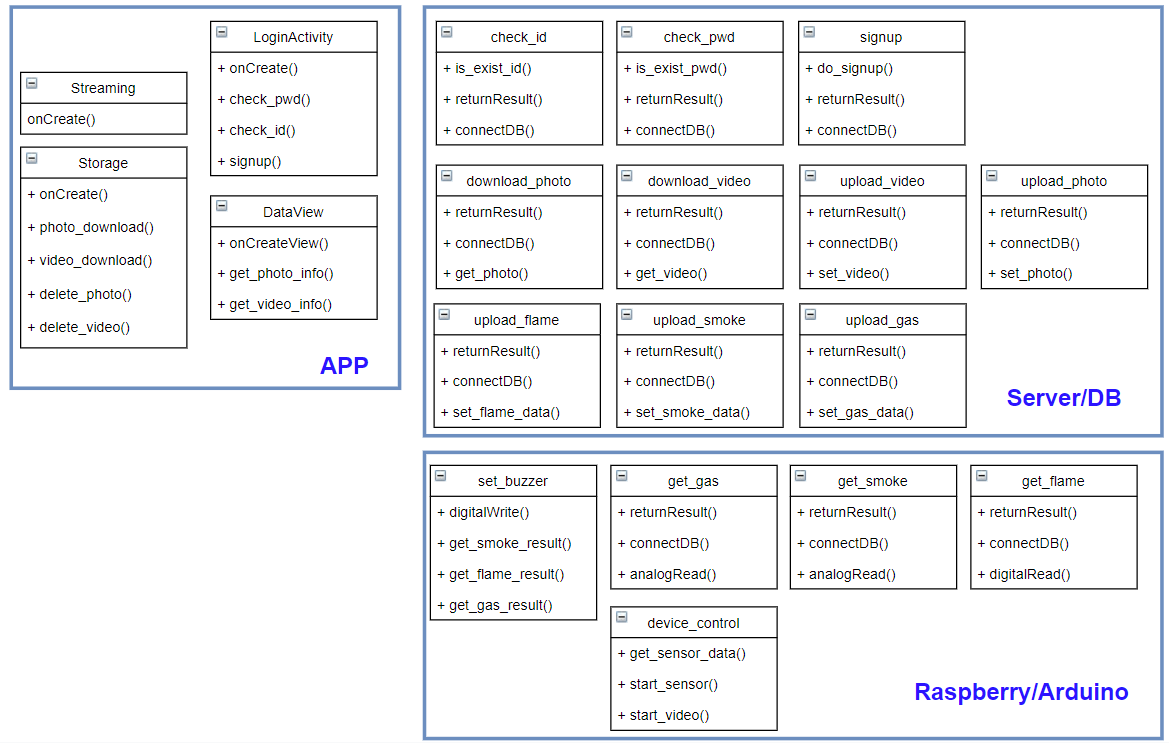 Streaming
onCreate()
Storage
+ onCreate()
+ photo_download()
+ video_download()
+ delete_photo()
+ delete_video()
LoginActivity
+ onCreate()
+ check_pwd()
+ check_id()
+ signup()
DataView
+ onCreateView()
+ get_photo_info()
+ get_video_info()
APP
check_id
+ is_exist_id()
+ returnResult()
+ connectDB()
check_pwd
+ is_exist_pwd()
+ returnResult()
+ connectDB()
signup
+ do_signup()
+ returnResult()
+ connectDB()
download_photo
+ returnResult()
+ connectDB()
+ get_photo()
download_video
+ returnResult()
+ connectDB()
+ get_video()
upload_video
+ returnResult()
+ connectDB()
+ set_video()
upload_photo
+ returnResult()
+ connectDB()
+ set_photo()
upload_flame
+ returnResult()
+ connectDB()
+ set_flame_data()
upload_smoke
+ returnResult()
+ connectDB()
+ set_smoke_data()
upload_gas
+ returnResult()
+ connectDB()
+ set_gas_data()
Server/DB
set_buzzer
+ digitalWrite()
+ get_smoke_result()
+ get_flame_result()
+ get_gas_result()
get_gas
+ returnResult()
+ connectDB()
+ analogRead()
get_smoke
+ returnResult()
+ connectDB()
+ analogRead()
get_flame
+ returnResult()
+ connectDB()
+ digitalRead()
device_control
+ get_sensor_data()
+ start_sensor()
+ start_video()
Raspberry/Arduino